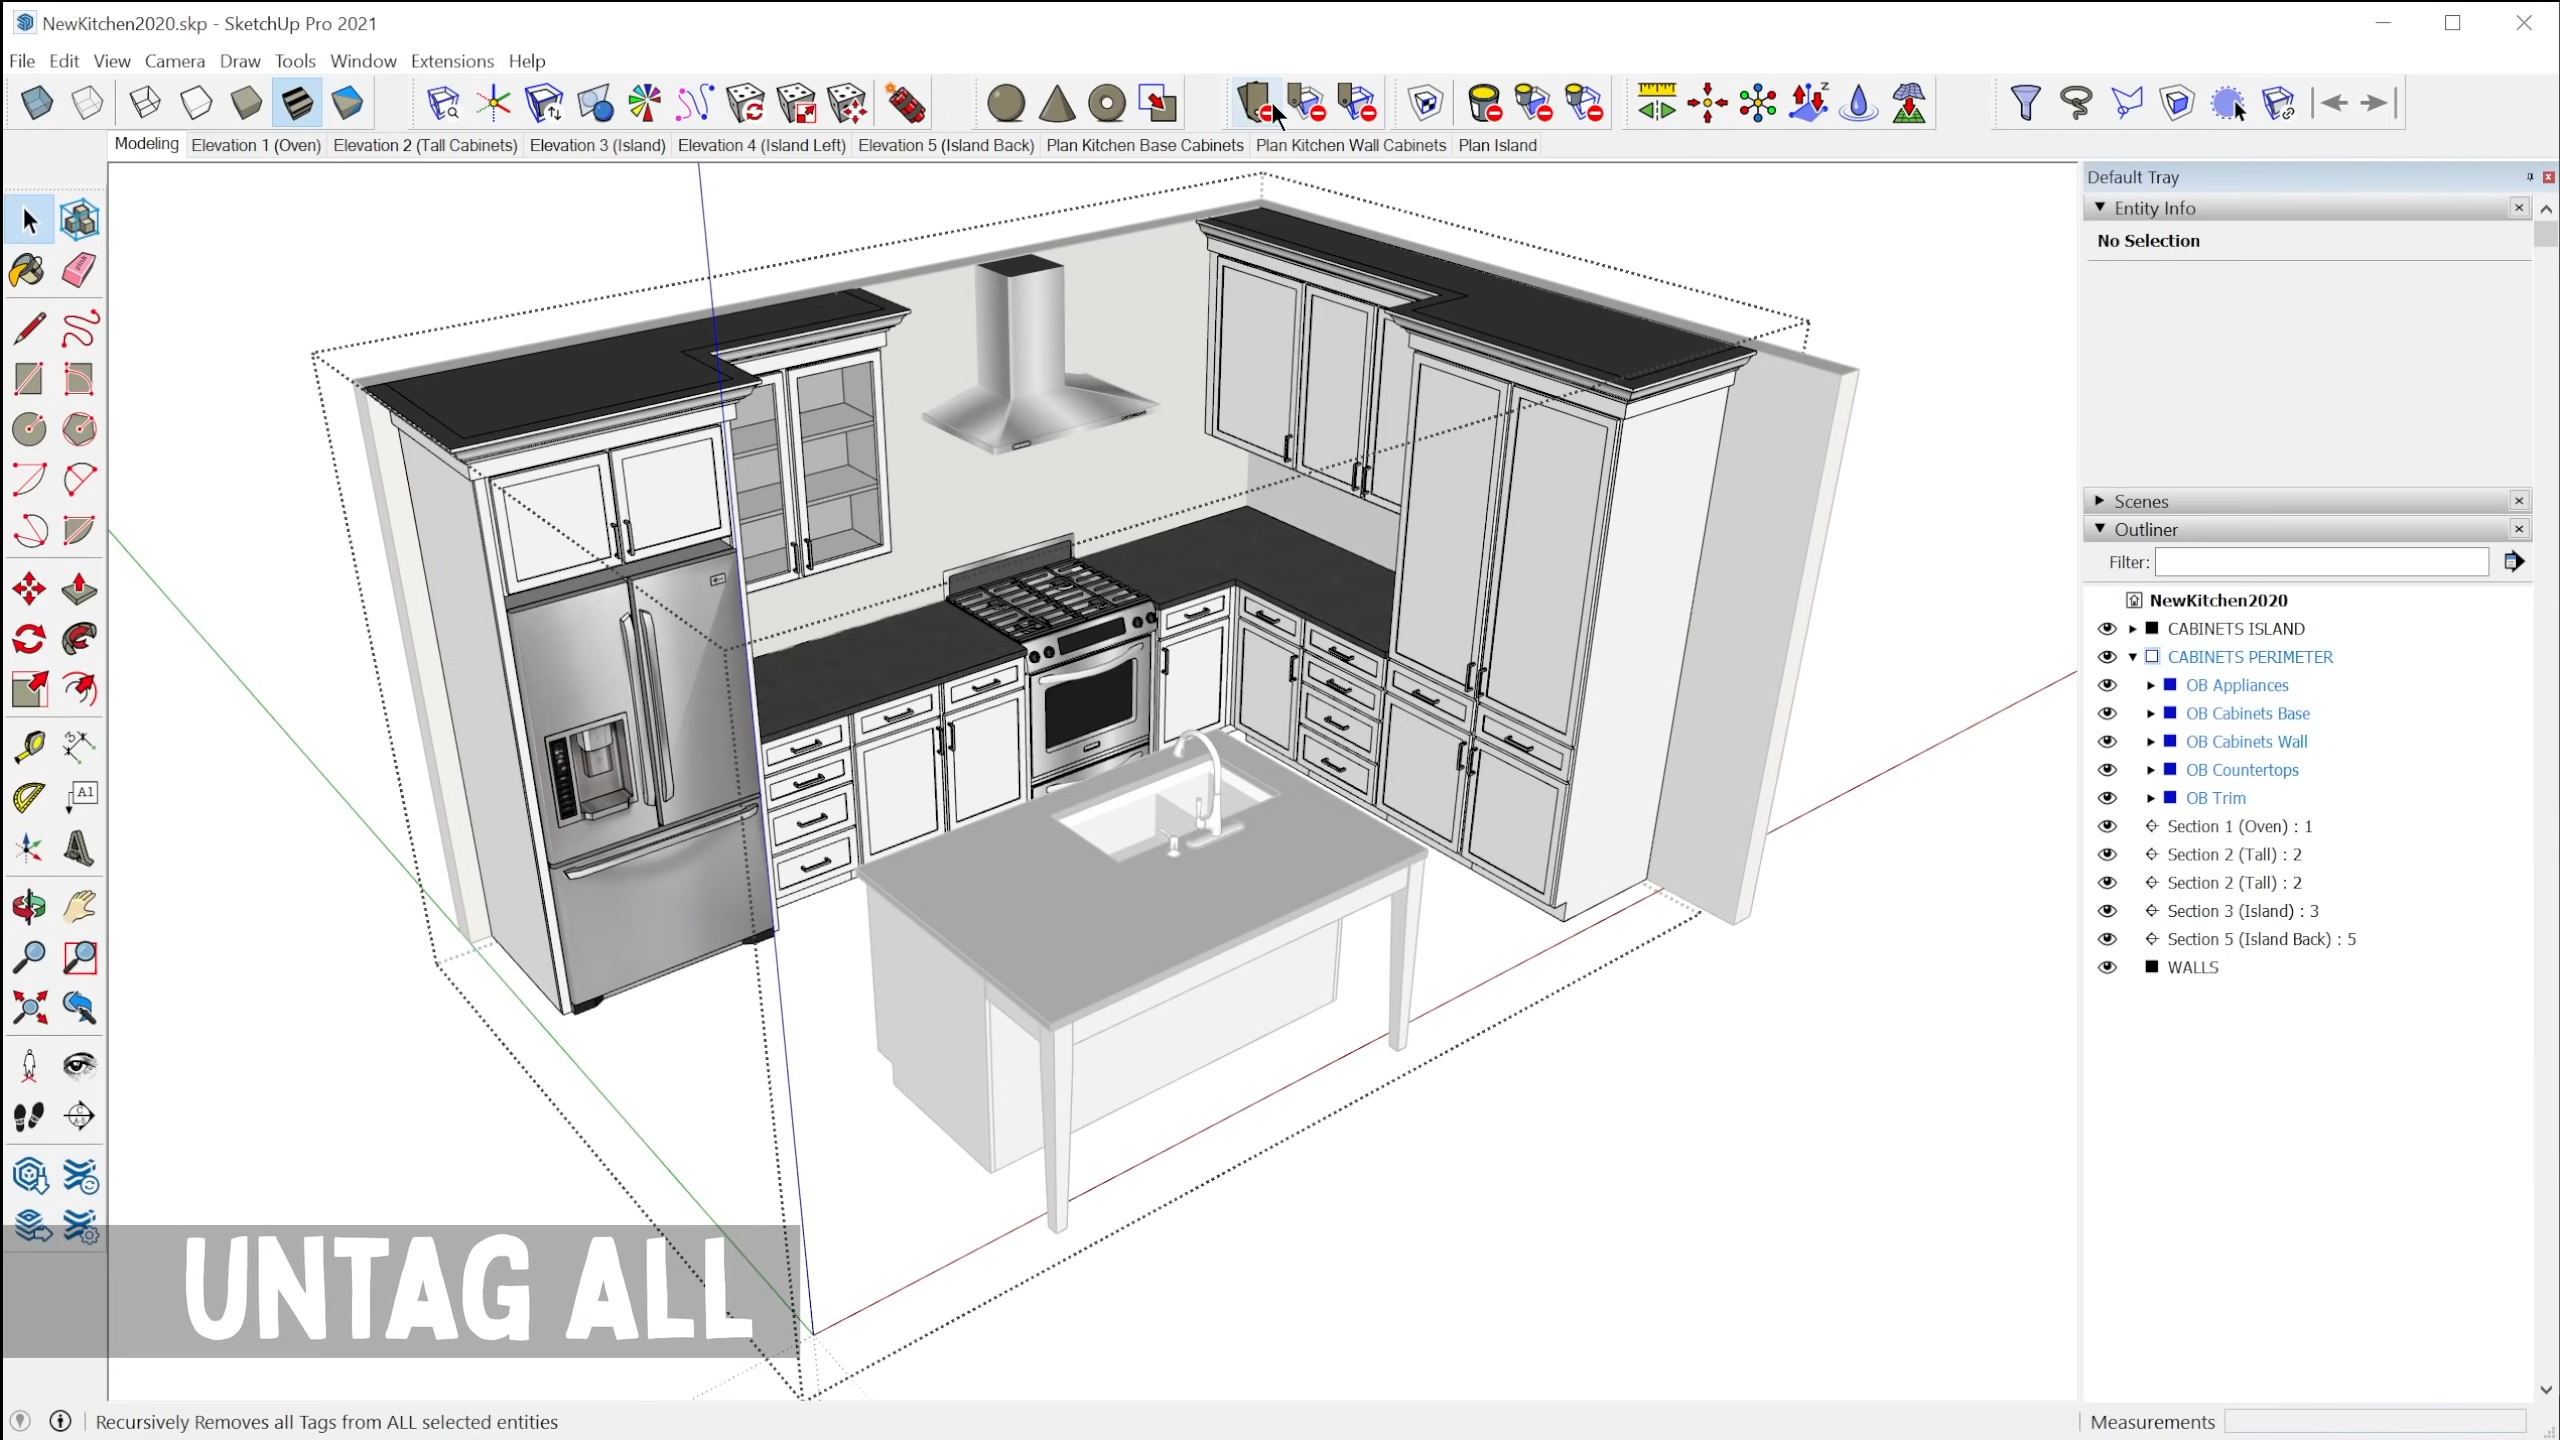 NewKitchen2020.skp - SketchUp Pro 2021
File Edit View Camera Draw Tools Window Extensions Help
Modeling Elevation 1 (Oven) Elevation 2 (Tall Cabinets) Elevation 3 (Island) Elevation 4 (Island Left) Elevation 5 (Island Back) Plan Kitchen Base Cabinets Plan Kitchen Wall Cabinets Plan Island
Default Tray
Entity Info
No Selection
Scenes
Outliner
Filter:
NewKitchen2020
CABINETS ISLAND
CABINETS PERIMETER
OB Appliances
OB Cabinets Base
OB Cabinets Wall
OB Countertops
OB Trim
Section 1 (Oven) : 1
Section 2 (Tall) : 2
Section 2 (Tall) : 2
Section 3 (Island) : 3
Section 5 (Island Back) : 5
WALLS
A1
UNTAG ALL
Recursively Removes all Tags from ALL selected entities
Measurements